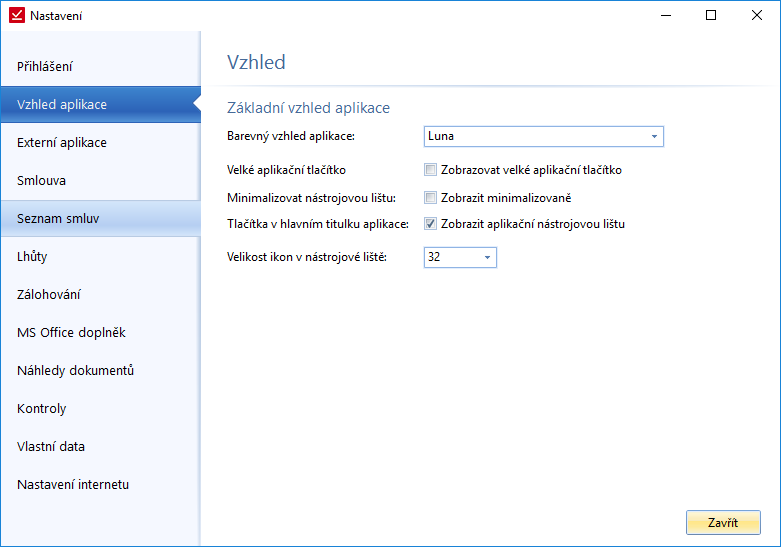 Nastavení
Přihlášení
Vzhled aplikace
Externí aplikace
Smlouva
Seznam smluv
Lhůty
Zálohování
MS Office doplněk
Náhledy dokumentů
Kontroly
Vlastní data
Nastavení internetu
Vzhled
Základní vzhled aplikace
Barevný vzhled aplikace: Luna
Velké aplikační tlačítko Zobrazovat velké aplikační tlačítko
Minimalizovat nástrojovou lištu: Zobrazit minimalizovaně
Tlačítka v hlavním titulku aplikace: Zobrazit aplikační nástrojovou lištu
Velikost ikon v nástrojové liště: 32
Zavřít